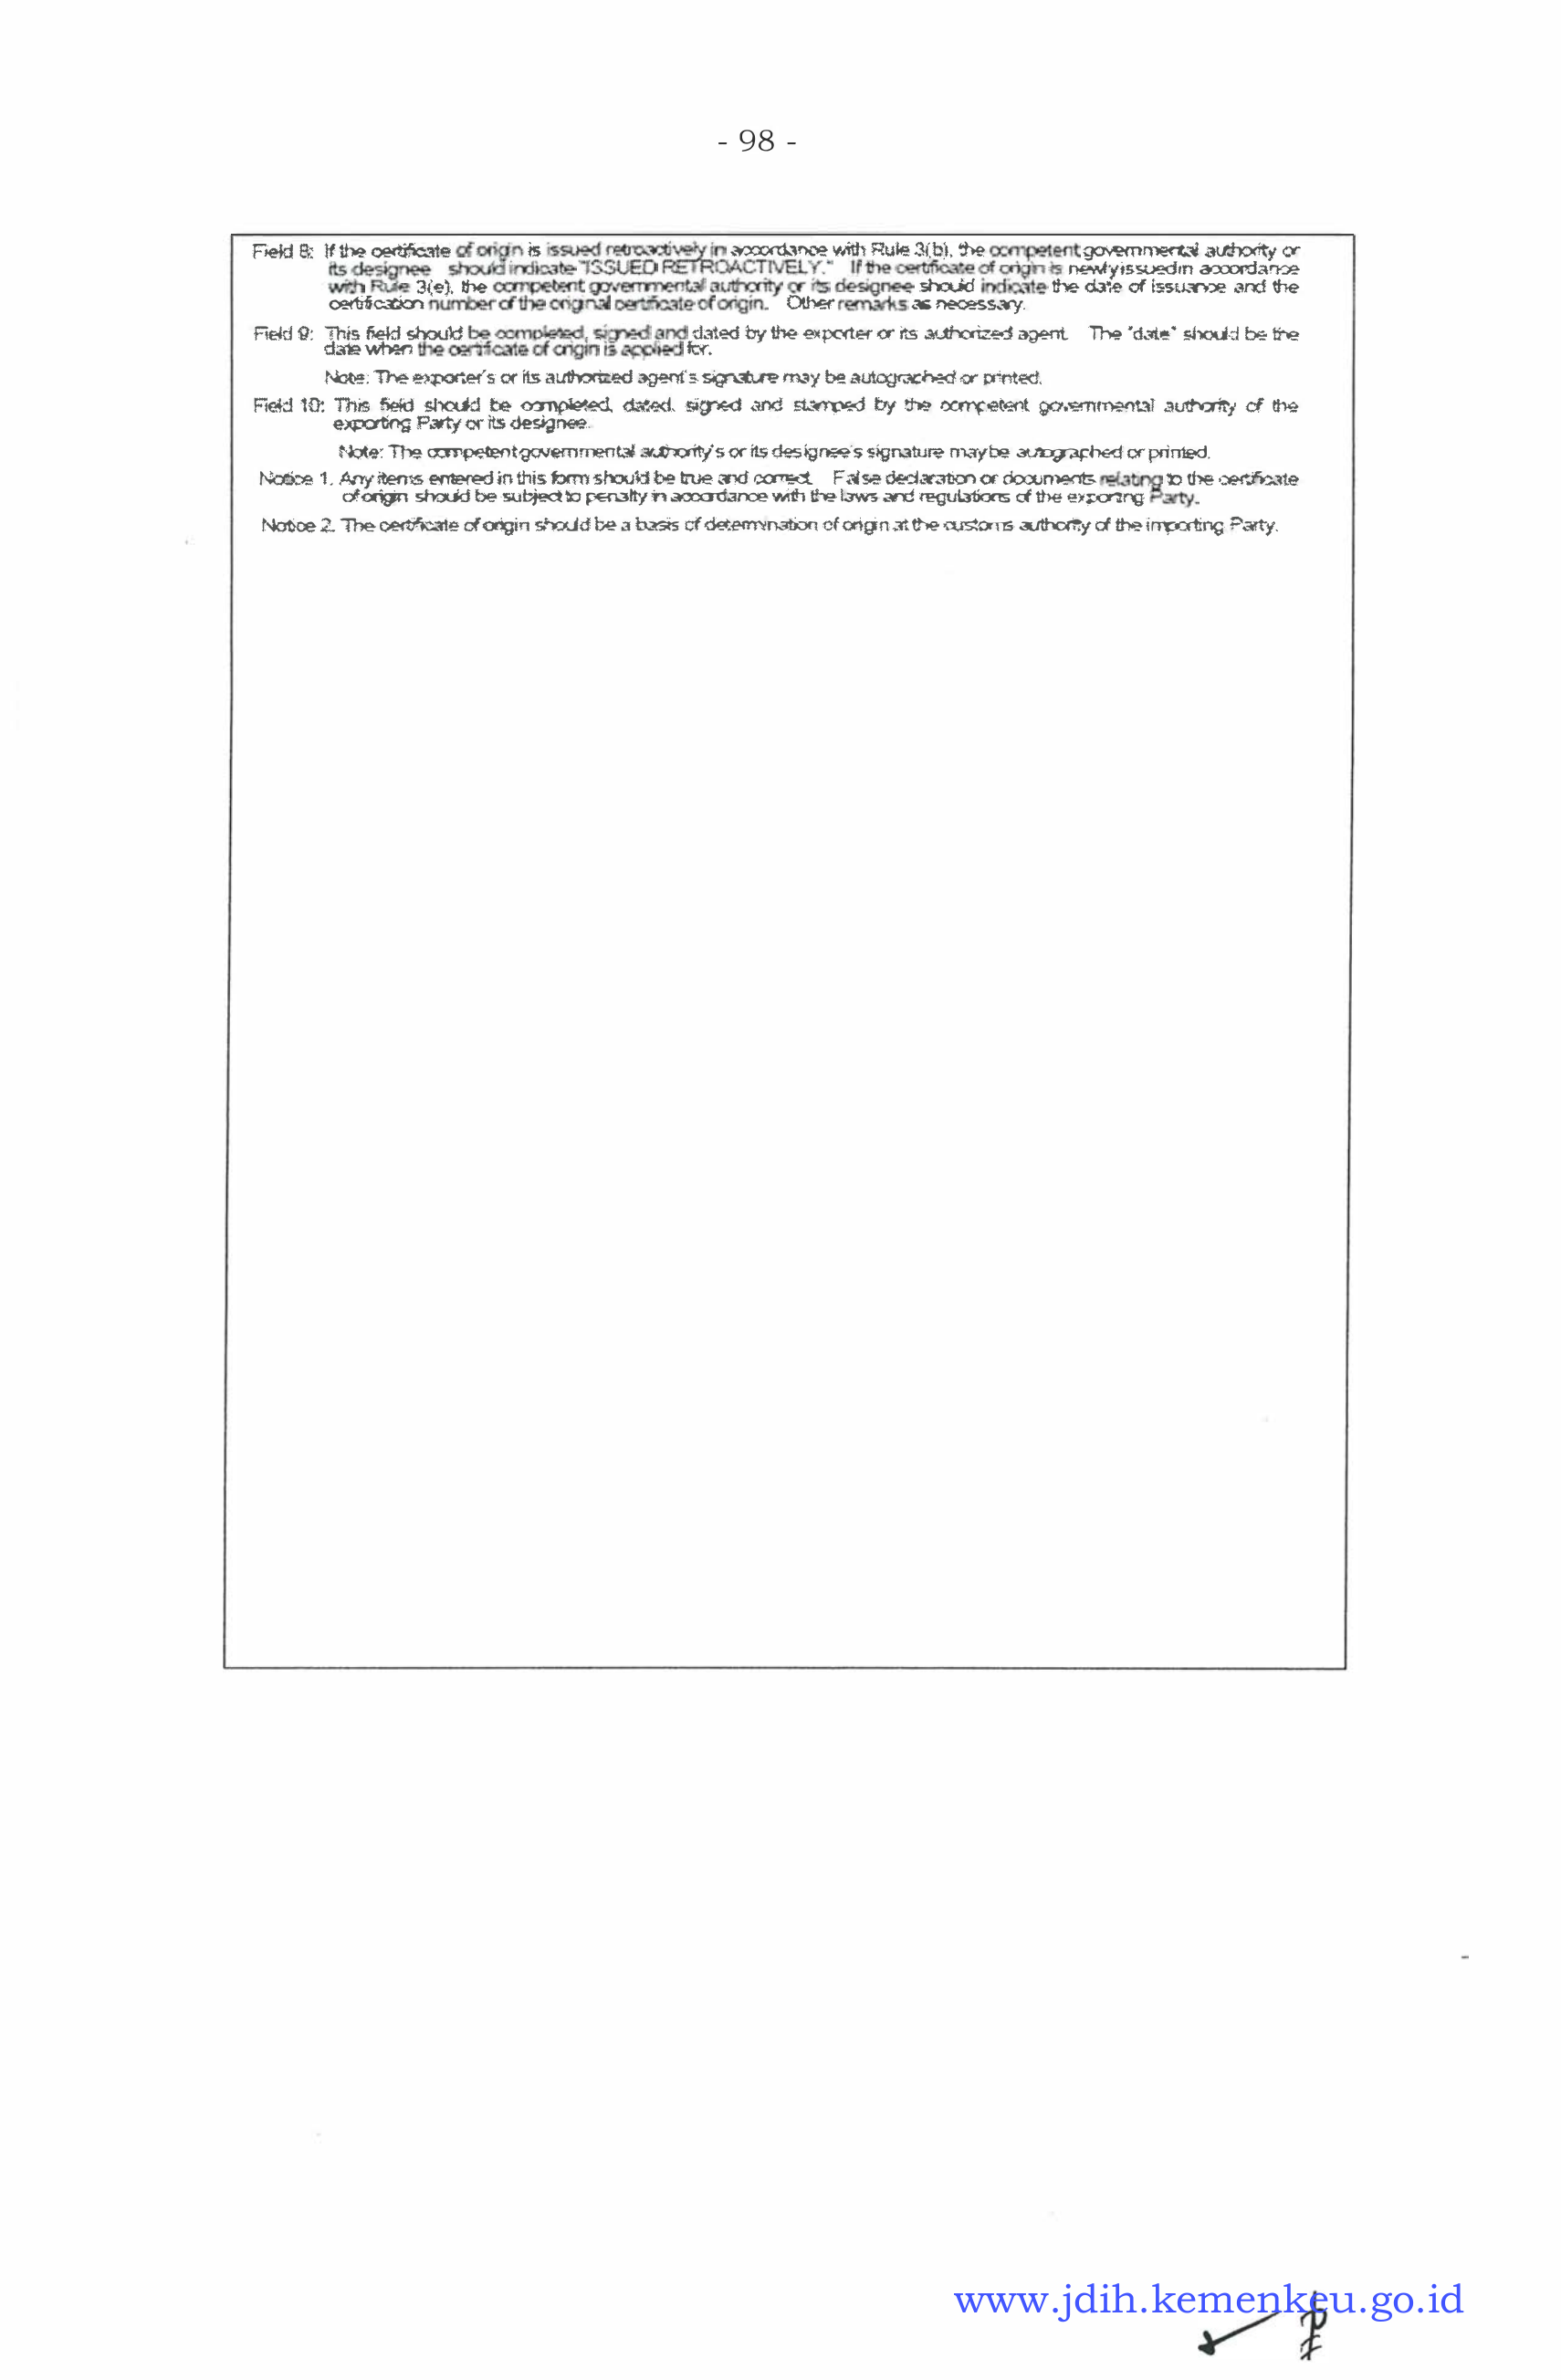 - 98 -
Field 8: If the certificate of origin is issued retroactively in accordance with Rule 3(b), the competent governmental authority or
its designee should indicate "ISSUED RETROACTIVELY." If the certificate of origin is newly issued in accordance
with Rule 3(e), the competent governmental authority or its designee should indicate the date of issuance and the
certification number of the original certificate of origin. Other remarks as necessary.
Field 9: This field should be completed, signed and dated by the exporter or its authorized agent. The "date" should be the
date when the certificate of origin is applied for.
Note: The exporter's or its authorized agent's signature may be autographed or printed.
Field 10: This field should be completed, dated, signed and stamped by the competent governmental authority of the
exporting Party or its designee.
Note: The competent governmental authority's or its designee's signature may be autographed or printed.
Notice 1. Any items entered in this form should be true and correct. False declaration or documents relating to the certificate
of origin should be subject to penalty in accordance with the laws and regulations of the exporting Party.
Notice 2. The certificate of origin should be a basis of determination of origin at the customs authority of the importing Party.
www.jdih.kemenkeu.go.id